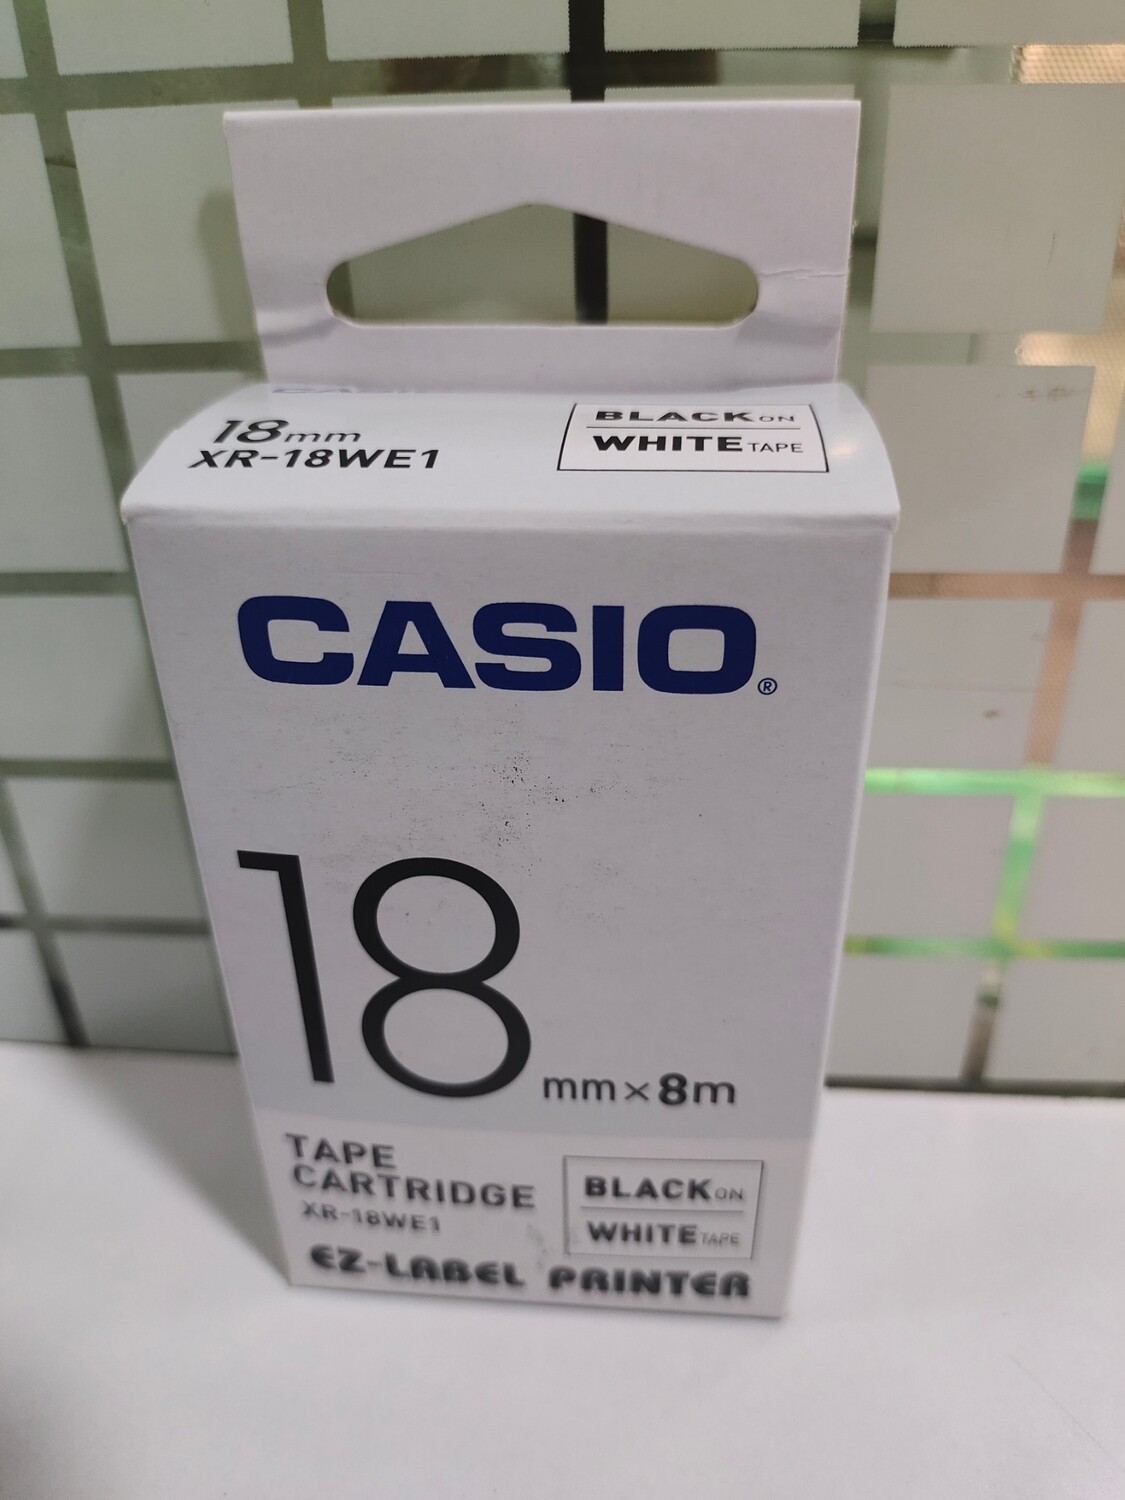 18mm
XR-18WE1
BLACK ON
WHITE TAPE
CASIO®
18 mm×8m
TAPE
CARTRIDGE
XR-18WE1
BLACK ON
WHITE TAPE
EZ-LABEL PRINTER